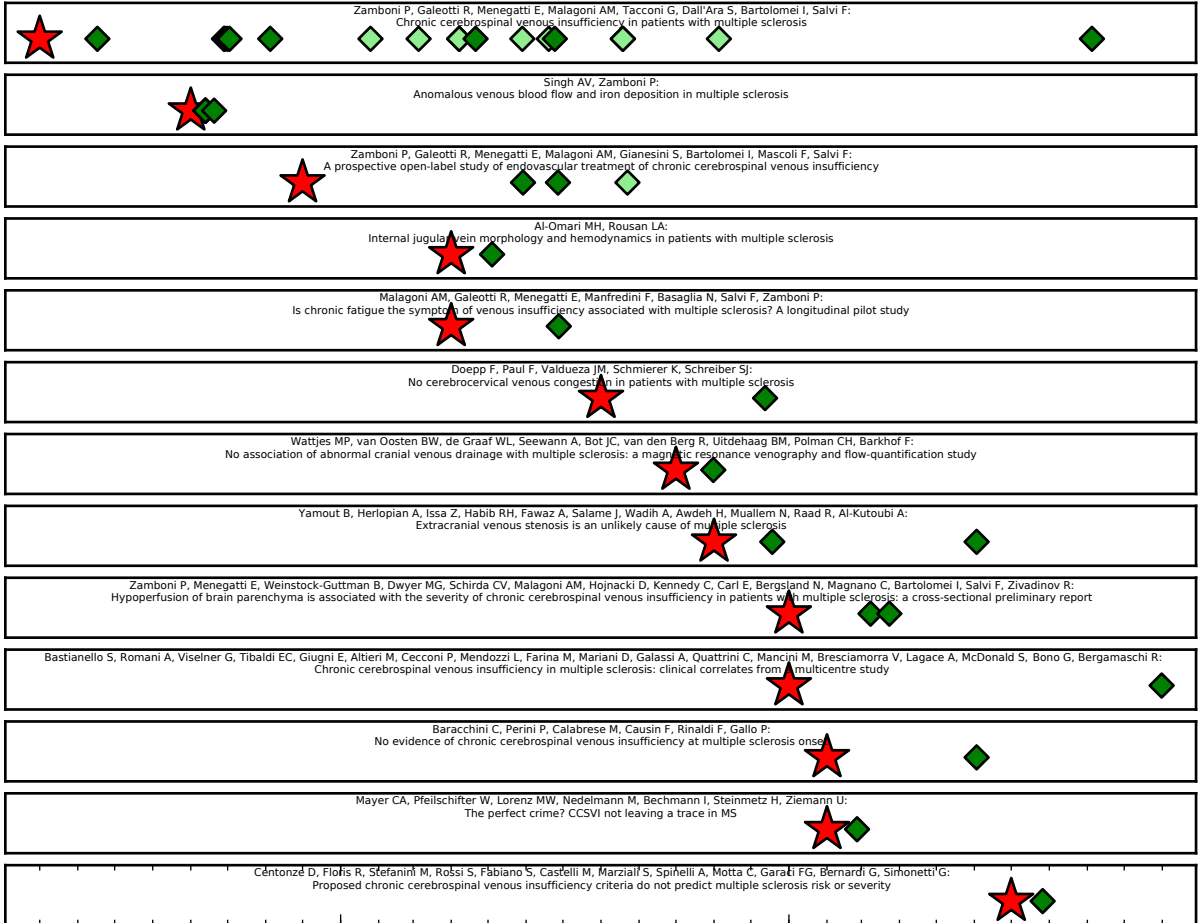 Zamboni P, Galeotti R, Menegatti E, Malagoni AM, Tacconi G, Dall'Ara S, Bartolomei I, Salvi F:
Chronic cerebrospinal venous insufficiency in patients with multiple sclerosis
Singh AV, Zamboni P:
Anomalous venous blood flow and iron deposition in multiple sclerosis
Zamboni P, Galeotti R, Menegatti E, Malagoni AM, Gianesini S, Bartolomei I, Mascoli F, Salvi F:
A prospective open-label study of endovascular treatment of chronic cerebrospinal venous insufficiency
Al-Omari MH, Rousan LA:
Internal jugular vein morphology and hemodynamics in patients with multiple sclerosis
Malagoni AM, Galeotti R, Menegatti E, Manfredini F, Basaglia N, Salvi F, Zamboni P:
Is chronic fatigue the symptom of venous insufficiency associated with multiple sclerosis? A longitudinal pilot study
Doepp F, Paul F, Valdueza JM, Schmierer K, Schreiber SJ:
No cerebrocervical venous congestion in patients with multiple sclerosis
Wattjes MP, van Oosten BW, de Graaf WL, Seewann A, Bot JC, van den Berg R, Uitdehaag BM, Polman CH, Barkhof F:
No association of abnormal cranial venous drainage with multiple sclerosis: a magnetic resonance venography and flow-quantification study
Yamout B, Herlopian A, Issa Z, Habib RH, Fawaz A, Salame J, Wadih A, Awdeh H, Muallem N, Raad R, Al-Kutoubi A:
Extracranial venous stenosis is an unlikely cause of multiple sclerosis
Zamboni P, Menegatti E, Weinstock-Guttman B, Dwyer MG, Schirda CV, Malagoni AM, Hojnacki D, Kennedy C, Carl E, Bergsland N, Magnano C, Bartolomei I, Salvi F, Zivadinov R:
Hypoperfusion of brain parenchyma is associated with the severity of chronic cerebrospinal venous insufficiency in patients with multiple sclerosis: a cross-sectional preliminary report
Bastianello S, Romani A, Viselner G, Tibaldi EC, Giugni E, Altieri M, Cecconi P, Mendozzi L, Farina M, Mariani D, Galassi A, Quattrini C, Mancini M, Bresciamorra V, Lagace A, McDonald S, Bono G, Bergamaschi R:
Chronic cerebrospinal venous insufficiency in multiple sclerosis: clinical correlates from a multicentre study
Baracchini C, Perini P, Calabrese M, Causin F, Rinaldi F, Gallo P:
No evidence of chronic cerebrospinal venous insufficiency at multiple sclerosis onset
Mayer CA, Pfeilschifter W, Lorenz MW, Nedelmann M, Bechmann I, Steinmetz H, Ziemann U:
The perfect crime? CCSVI not leaving a trace in MS
Centonze D, Floris R, Stefanini M, Rossi S, Fabiano S, Castelli M, Marziali S, Spinelli A, Motta C, Garaci FG, Bernardi G, Simonetti G:
Proposed chronic cerebrospinal venous insufficiency criteria do not predict multiple sclerosis risk or severity